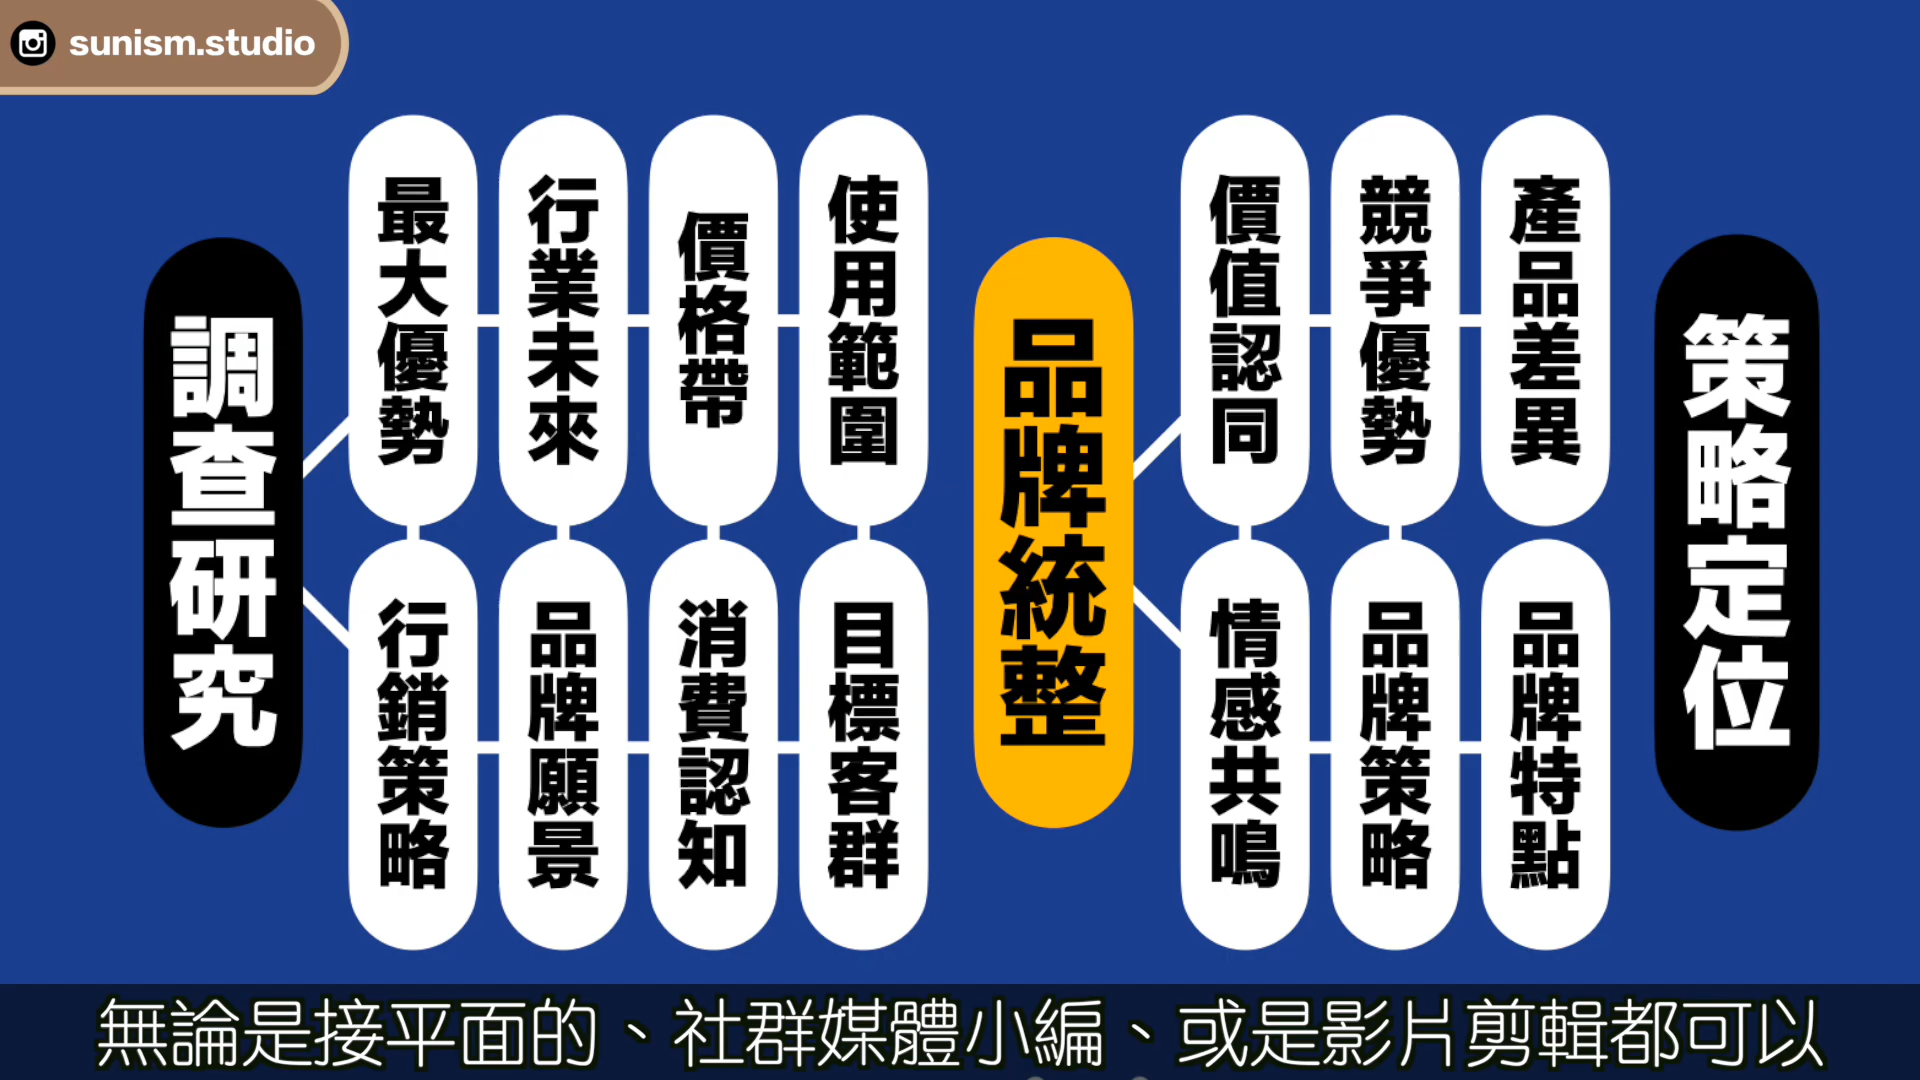 sunism.studio
調查研究
最大優勢
行業未來
價格帶
使用範圍
行銷策略
品牌願景
消費認知
目標客群
品牌統整
價值認同
競爭優勢
產品差異
情感共鳴
品牌策略
品牌特點
策略定位
無論是接平面的、社群媒體小編、或是影片剪輯都可以